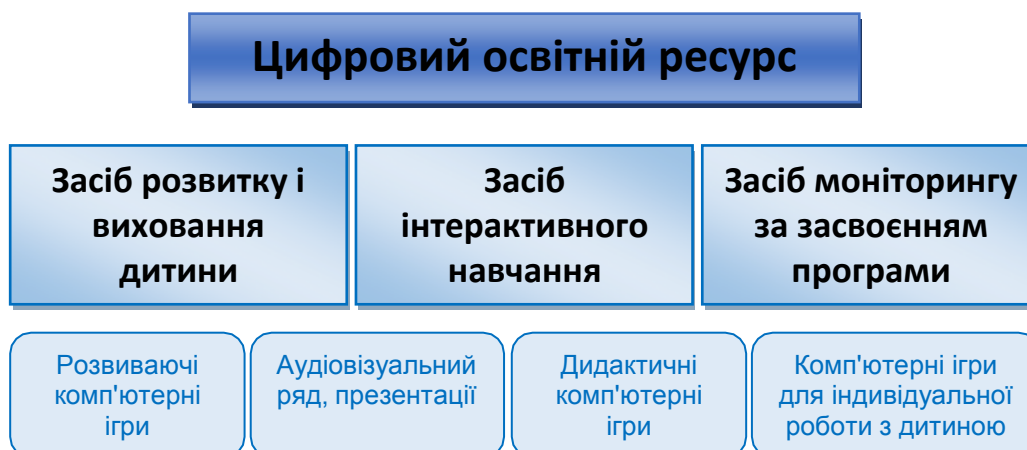 Цифровий освітній ресурс
Засіб розвитку і
виховання
дитини
Засіб
інтерактивного
навчання
Засіб моніторингу
за засвоєнням
програми
Розвиваючі
комп'ютерні
ігри
Аудіовізуальний
ряд, презентації
Дидактичні
комп'ютерні
ігри
Комп'ютерні ігри
для індивідуальної
роботи з дитиною